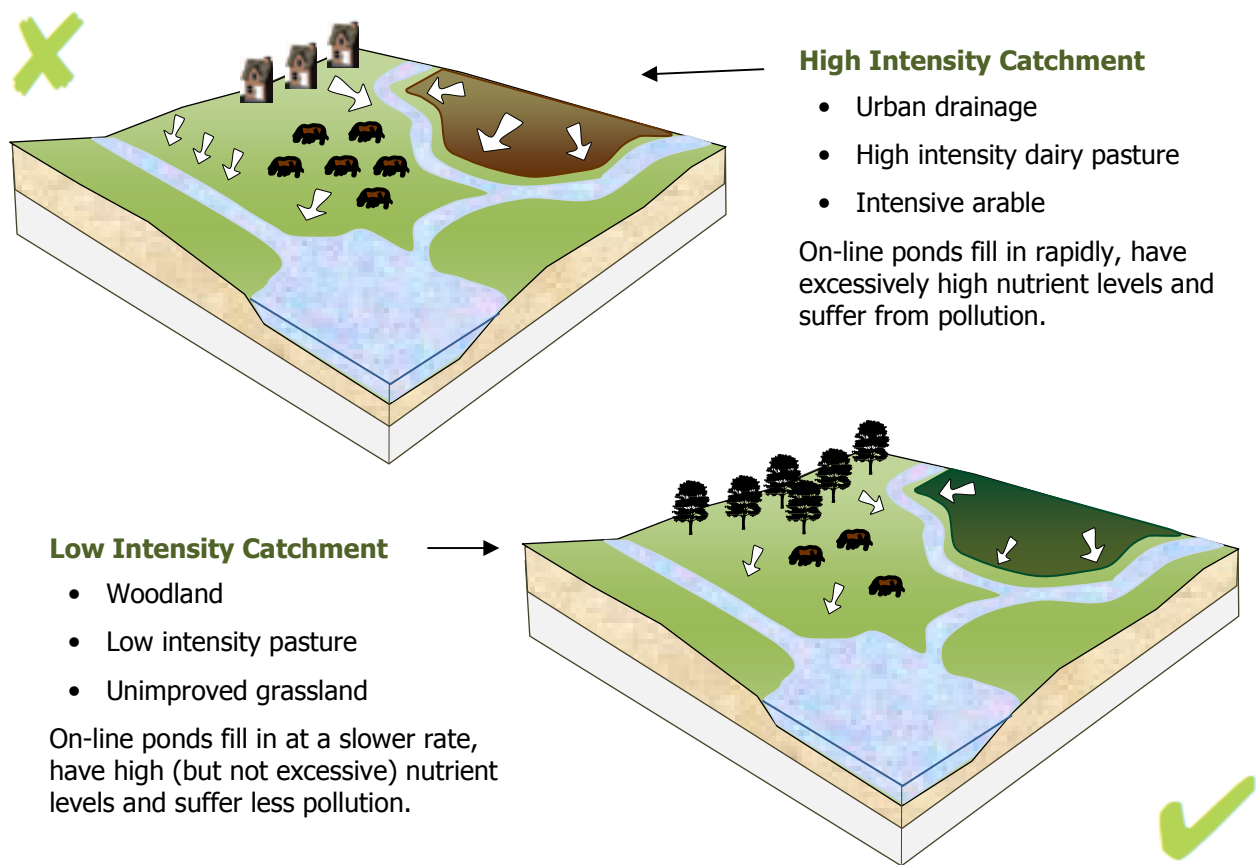 High Intensity Catchment
• Urban drainage
• High intensity dairy pasture
• Intensive arable
On-line ponds fill in rapidly, have
excessively high nutrient levels and
suffer from pollution.
Low Intensity Catchment
• Woodland
• Low intensity pasture
• Unimproved grassland
On-line ponds fill in at a slower rate,
have high (but not excessive) nutrient
levels and suffer less pollution.